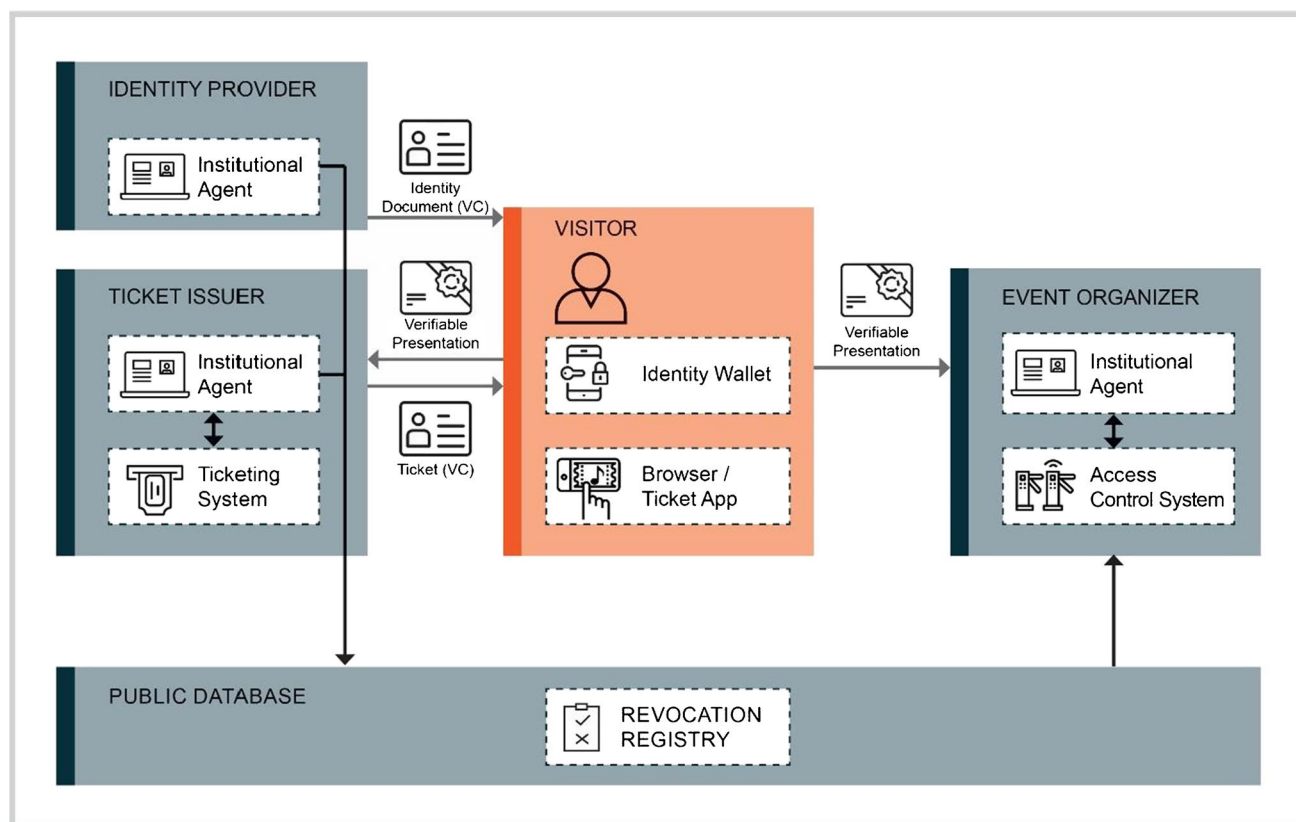 IDENTITY PROVIDER
Institutional
Agent
Identity
Document (VC)
TICKET ISSUER
Institutional
Agent
Ticketing
System
Verifiable
Presentation
Ticket (VC)
VISITOR
Identity Wallet
Browser /
Ticket App
Verifiable
Presentation
EVENT ORGANIZER
Institutional
Agent
Access
Control System
PUBLIC DATABASE
REVOCATION
REGISTRY